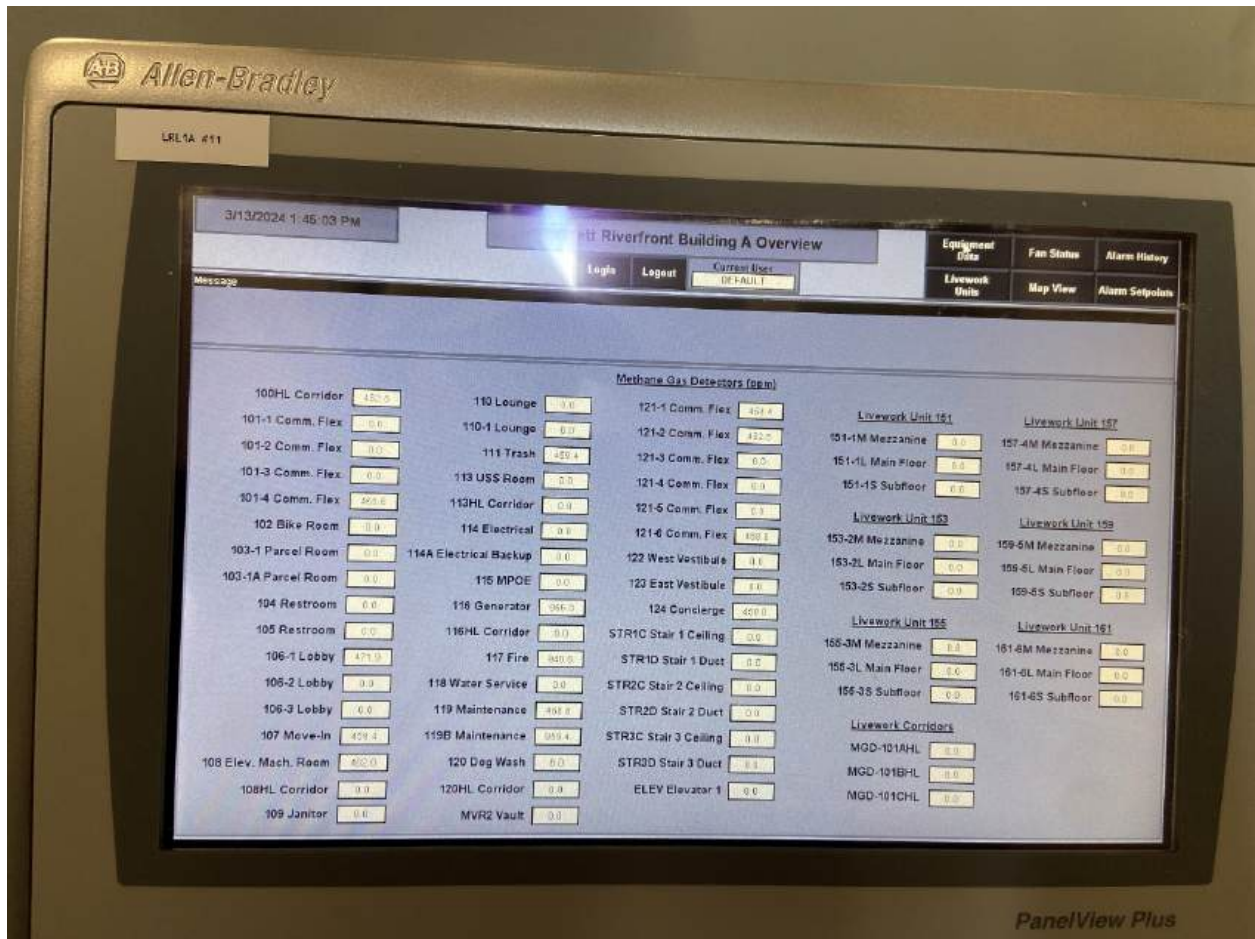 AB Allen-Bradley
LRL1A #11
3/13/2024 1:45:03 PM
Riverfront Building A Overview
Login
Logout
Current User
DEFAULT
Equipment Data
Fan Status
Alarm History
Livework Units
Map View
Alarm Setpoints
Message
Methane Gas Detectors (ppm)
100HL Corridor
101-1 Comm. Flex 0.0
101-2 Comm. Flex 0.0
101-3 Comm. Flex 0.0
101-4 Comm. Flex
102 Bike Room 0.0
103-1 Parcel Room 0.0
103-1A Parcel Room 0.0
104 Restroom 0.0
105 Restroom 0.0
106-1 Lobby 471.9
106-2 Lobby 0.0
106-3 Lobby 0.0
107 Move-In 459.4
108 Elev. Mach. Room
108HL Corridor 0.0
109 Janitor 0.0
110 Lounge 0.0
110-1 Lounge 0.0
111 Trash 459.4
113 USS Room 0.0
113HL Corridor 0.0
114 Electrical 0.0
114A Electrical Backup 0.0
115 MPOE 0.0
116 Generator
116HL Corridor 0.0
117 Fire
118 Water Service 0.0
119 Maintenance
119B Maintenance
120 Dog Wash 0.0
120HL Corridor 0.0
MVR2 Vault 0.0
121-1 Comm. Flex
121-2 Comm. Flex
121-3 Comm. Flex 0.0
121-4 Comm. Flex 0.0
121-5 Comm. Flex 0.0
121-6 Comm. Flex
122 West Vestibule 0.0
123 East Vestibule 0.0
124 Concierge
STR1C Stair 1 Ceiling 0.0
STR1D Stair 1 Duct 0.0
STR2C Stair 2 Ceiling 0.0
STR2D Stair 2 Duct 0.0
STR3C Stair 3 Ceiling 0.0
STR3D Stair 3 Duct 0.0
ELEV Elevator 1 0.0
Livework Unit 151
151-1M Mezzanine 0.0
151-1L Main Floor 0.0
151-1S Subfloor 0.0
Livework Unit 153
153-2M Mezzanine 0.0
153-2L Main Floor 0.0
153-2S Subfloor 0.0
Livework Unit 155
155-3M Mezzanine 0.0
155-3L Main Floor 0.0
155-3S Subfloor 0.0
Livework Corridors
MGD-101AHL 0.0
MGD-101BHL 0.0
MGD-101CHL 0.0
Livework Unit 157
157-4M Mezzanine 0.0
157-4L Main Floor 0.0
157-4S Subfloor 0.0
Livework Unit 159
159-5M Mezzanine 0.0
159-5L Main Floor 0.0
159-5S Subfloor 0.0
Livework Unit 161
161-6M Mezzanine 0.0
161-6L Main Floor 0.0
161-6S Subfloor 0.0
PanelView Plus